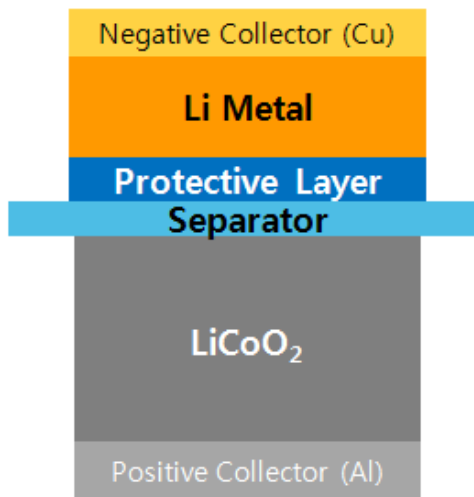 Negative Collector (Cu)
Li Metal
Protective Layer
Separator
LiCoO₂
Positive Collector (Al)